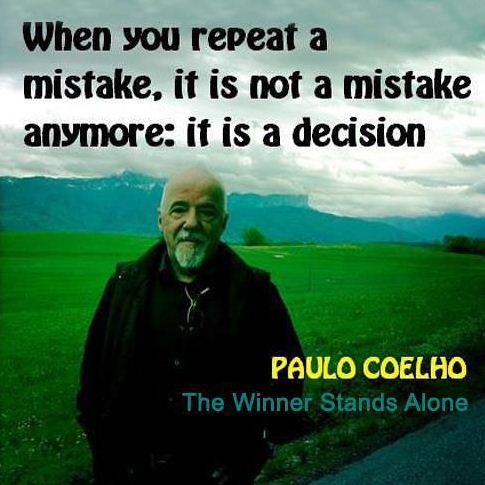 When you repeat a
mistake, it is not a mistake
anymore: it is a decision
PAULO COELHO
The Winner Stands Alone